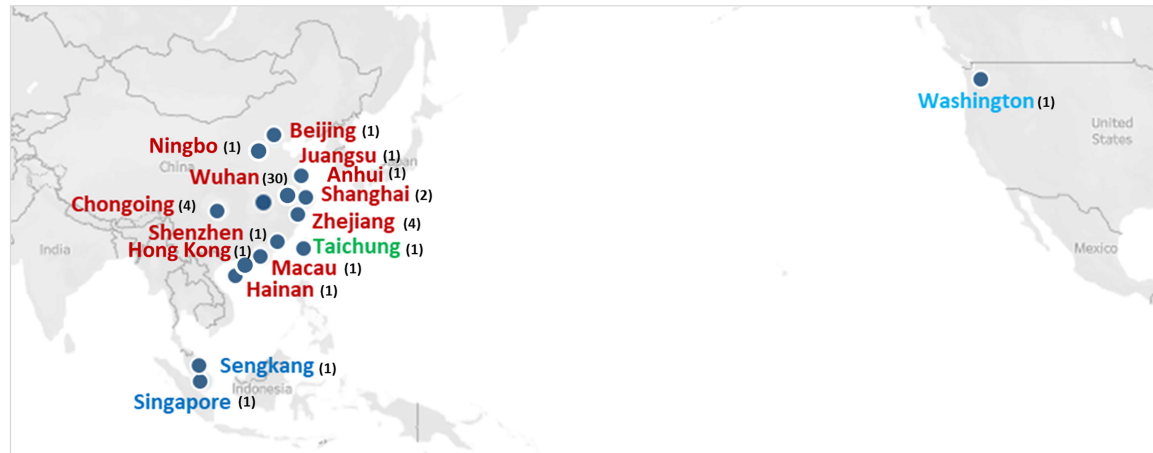 Washington (1)
United
States
Beijing (1)
Ningbo (1)
Juangsu (1)
China
Japan
Wuhan (30)
Anhui (1)
Shanghai (2)
Chongoing (4)
Zhejiang (4)
Shenzhen (1)
Taichung (1)
India
Hong Kong (1)
Mexico
Macau (1)
Hainan (1)
Sengkang (1)
Indonesia
Singapore (1)